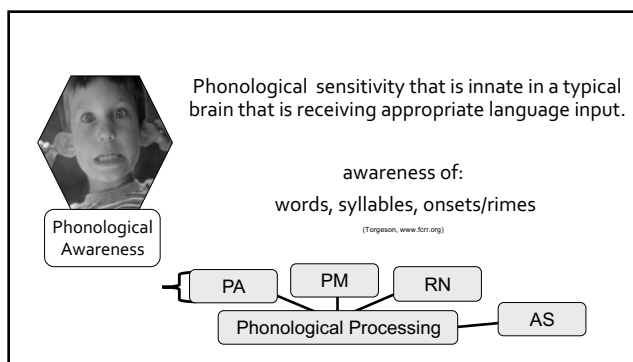 Phonological sensitivity that is innate in a typical
brain that is receiving appropriate language input.
awareness of:
words, syllables, onsets/rimes
(Torgeson, www.fcrr.org)
Phonological
Awareness
PA
PM
RN
AS
Phonological Processing